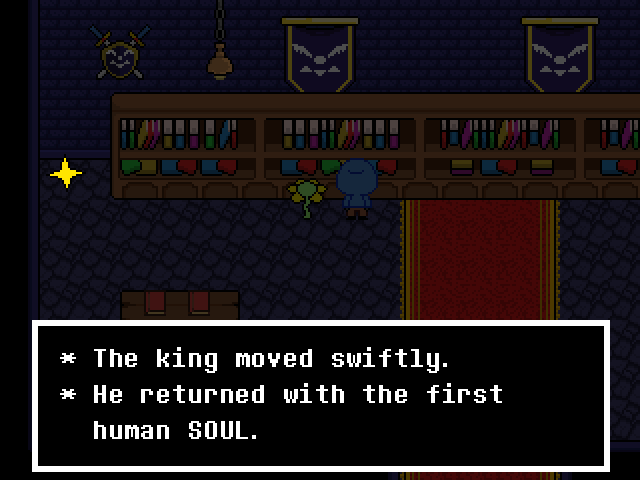 * The king moved swiftly.
* He returned with the first
human SOUL.